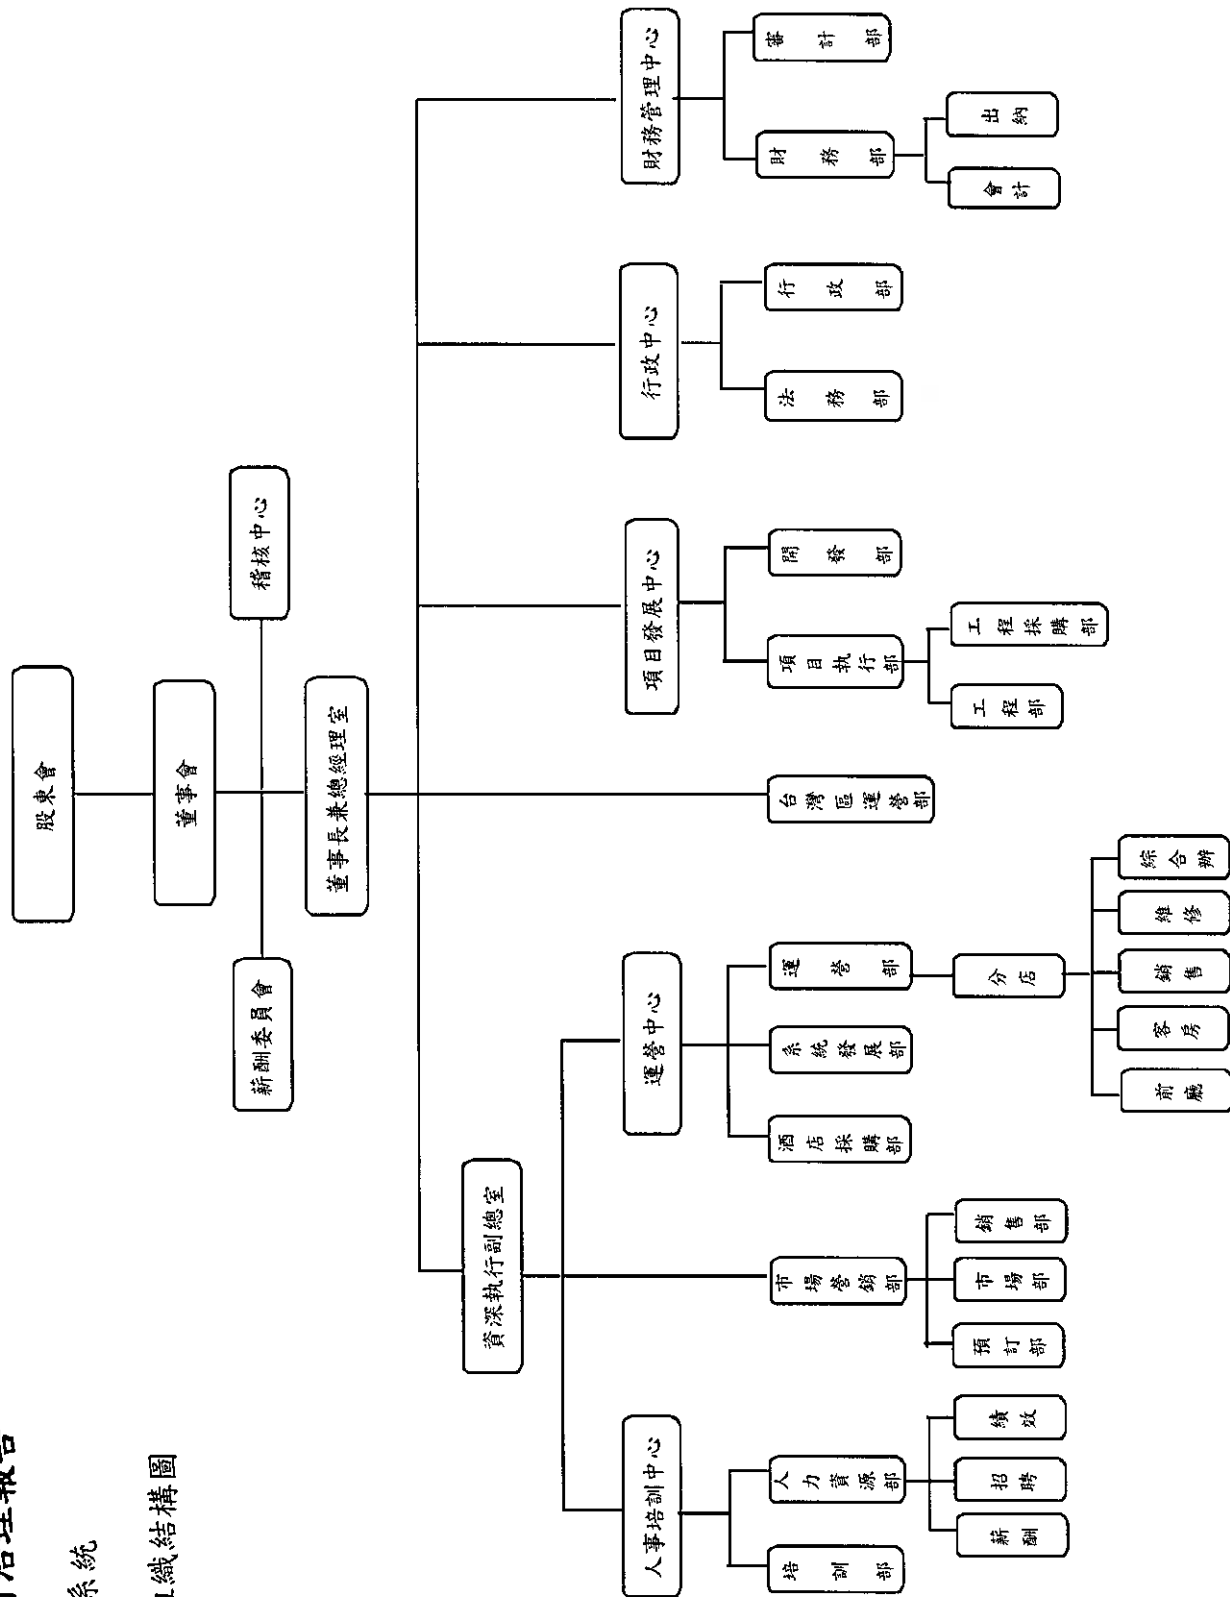 治理報告
系統
織結構圖
股東會
董事會
薪酬委員會
稽核中心
董事長兼總經理室
資深執行副總室
人事培訓中心
運營中心
項目發展中心
行政中心
財務管理中心
培訓部
人力資源部
市場營銷部
酒店採購部
系統發展部
運營部
台灣區運營部
項目執行部
開發部
法務部
行政部
財務部
審計部
薪酬
招聘
績效
預訂部
市場部
銷售部
分店
工程部
工程採購部
會計
出納
前廳
客房
銷售
維修
綜合辦